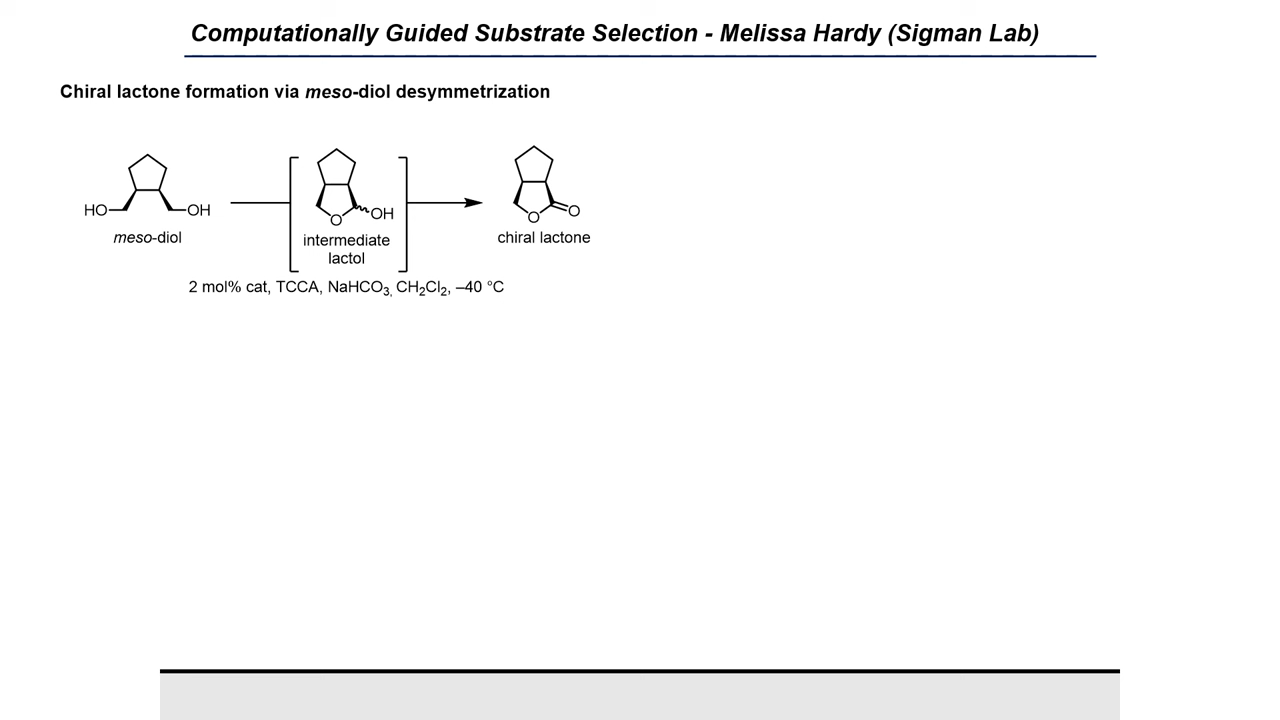 Computationally Guided Substrate Selection - Melissa Hardy (Sigman Lab)
Chiral lactone formation via meso-diol desymmetrization
HO
OH
meso-diol
O
OH
intermediate
lactol
O
O
chiral lactone
2 mol% cat, TCCA, NaHCO₃, CH₂Cl₂, –40 °C